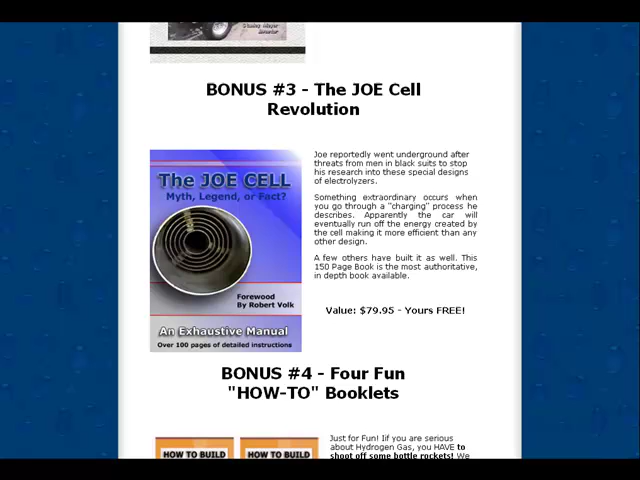 BONUS #3 - The JOE Cell
Revolution
The JOE CELL
Myth, Legend, or Fact?
Forewood
By Robert Volk
An Exhaustive Manual
Over 100 pages of detailed instructions
Joe reportedly went underground after
threats from men in black suits to stop
his research into these special designs
of electrolyzers.
Something extraordinary occurs when
you go through a "charging" process he
describes. Apparently the car will
eventually run off the energy created by
the cell making it more efficient than any
other design.
A few others have built it as well. This
150 Page Book is the most authoritative,
in depth book available.
Value: $79.95 - Yours FREE!
BONUS #4 - Four Fun
"HOW-TO" Booklets
HOW TO BUILD
HOW TO BUILD
Just for Fun! Iif you are serious
about Hydrogen Gas, you HAVE to
shoot off some bottle rockets! We